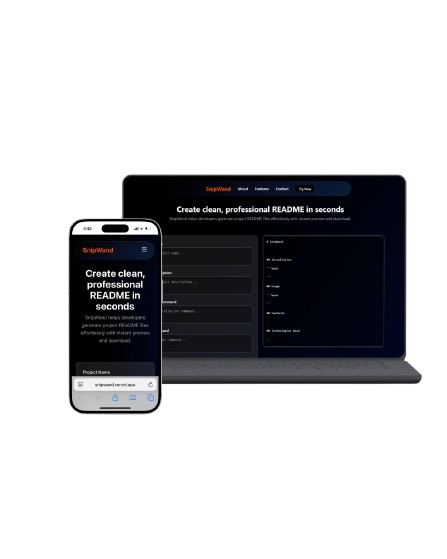 SnipWand About Features Contact Try Now
Create clean, professional README in seconds
SnipWand helps developers generate project README files effortlessly with instant preview and download.
# SnipWand
## Installation
```bash
## Usage
```bash
## Features
## Technologies Used
SnipWand
Create clean,
professional
README in
seconds
SnipWand helps developers
generate project README files
effortlessly with instant preview
and download.
Project Name
snipwand.vercel.app